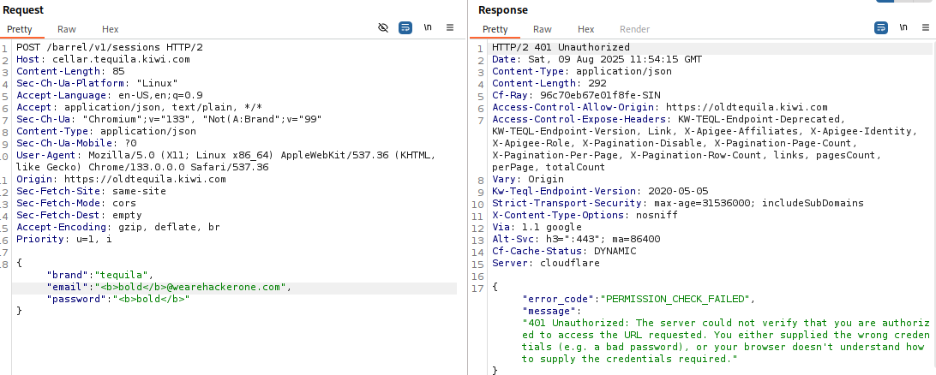 Request
Pretty Raw Hex
\n
1 POST /barrel/v1/sessions HTTP/2
2 Host: cellar.tequila.kiwi.com
3 Content-Length: 85
4 Sec-Ch-Ua-Platform: "Linux"
5 Accept-Language: en-US,en;q=0.9
6 Accept: application/json, text/plain, */*
7 Sec-Ch-Ua: "Chromium";v="133", "Not(A:Brand";v="99"
8 Content-Type: application/json
9 Sec-Ch-Ua-Mobile: ?0
10 User-Agent: Mozilla/5.0 (X11; Linux x86_64) AppleWebKit/537.36 (KHTML,
like Gecko) Chrome/133.0.0.0 Safari/537.36
11 Origin: https://oldtequila.kiwi.com
12 Sec-Fetch-Site: same-site
13 Sec-Fetch-Mode: cors
14 Sec-Fetch-Dest: empty
15 Accept-Encoding: gzip, deflate, br
16 Priority: u=1, i
17
18 {
"brand":"tequila",
"email":"<b>bold</b>@wearehackerone.com",
"password":"<b>bold</b>"
}
Response
Pretty Raw Hex Render
\n
1 HTTP/2 401 Unauthorized
2 Date: Sat, 09 Aug 2025 11:54:15 GMT
3 Content-Type: application/json
4 Content-Length: 292
5 Cf-Ray: 96c70eb67e01f8fe-SIN
6 Access-Control-Allow-Origin: https://oldtequila.kiwi.com
7 Access-Control-Expose-Headers: KW-TEQL-Endpoint-Deprecated,
KW-TEQL-Endpoint-Version, Link, X-Apigee-Affiliates, X-Apigee-Identity,
X-Apigee-Role, X-Pagination-Disable, X-Pagination-Page-Count,
X-Pagination-Per-Page, X-Pagination-Row-Count, links, pagesCount,
perPage, totalCount
8 Vary: Origin
9 Kw-Teql-Endpoint-Version: 2020-05-05
10 Strict-Transport-Security: max-age=31536000; includeSubDomains
11 X-Content-Type-Options: nosniff
12 Via: 1.1 google
13 Alt-Svc: h3=":443"; ma=86400
14 Cf-Cache-Status: DYNAMIC
15 Server: cloudflare
16
17 {
"error_code":"PERMISSION_CHECK_FAILED",
"message":
"401 Unauthorized: The server could not verify that you are authoriz
ed to access the URL requested. You either supplied the wrong creden
tials (e.g. a bad password), or your browser doesn't understand how
to supply the credentials required."
}